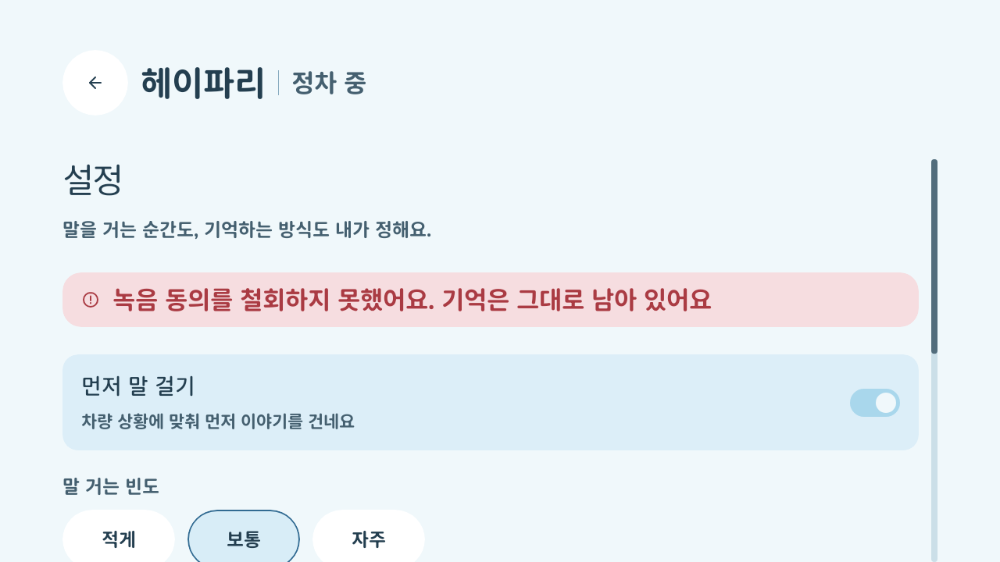 헤이파리
정차 중
설정
말을 거는 순간도, 기억하는 방식도 내가 정해요.
녹음 동의를 철회하지 못했어요. 기억은 그대로 남아 있어요
먼저 말 걸기
차량 상황에 맞춰 먼저 이야기를 건네요
말 거는 빈도
적게
보통
자주